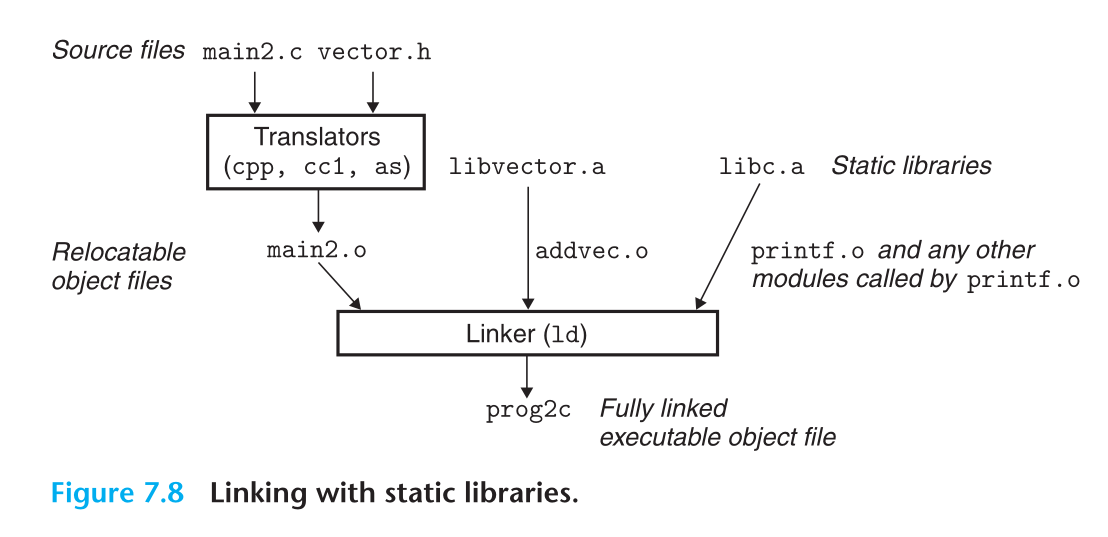 Source files main2.c vector.h
Translators
(cpp, cc1, as)
libvector.a
libc.a Static libraries
Relocatable
object files
main2.o
addvec.o
printf.o and any other
modules called by printf.o
Linker (ld)
prog2c
Fully linked
executable object file
Figure 7.8 Linking with static libraries.